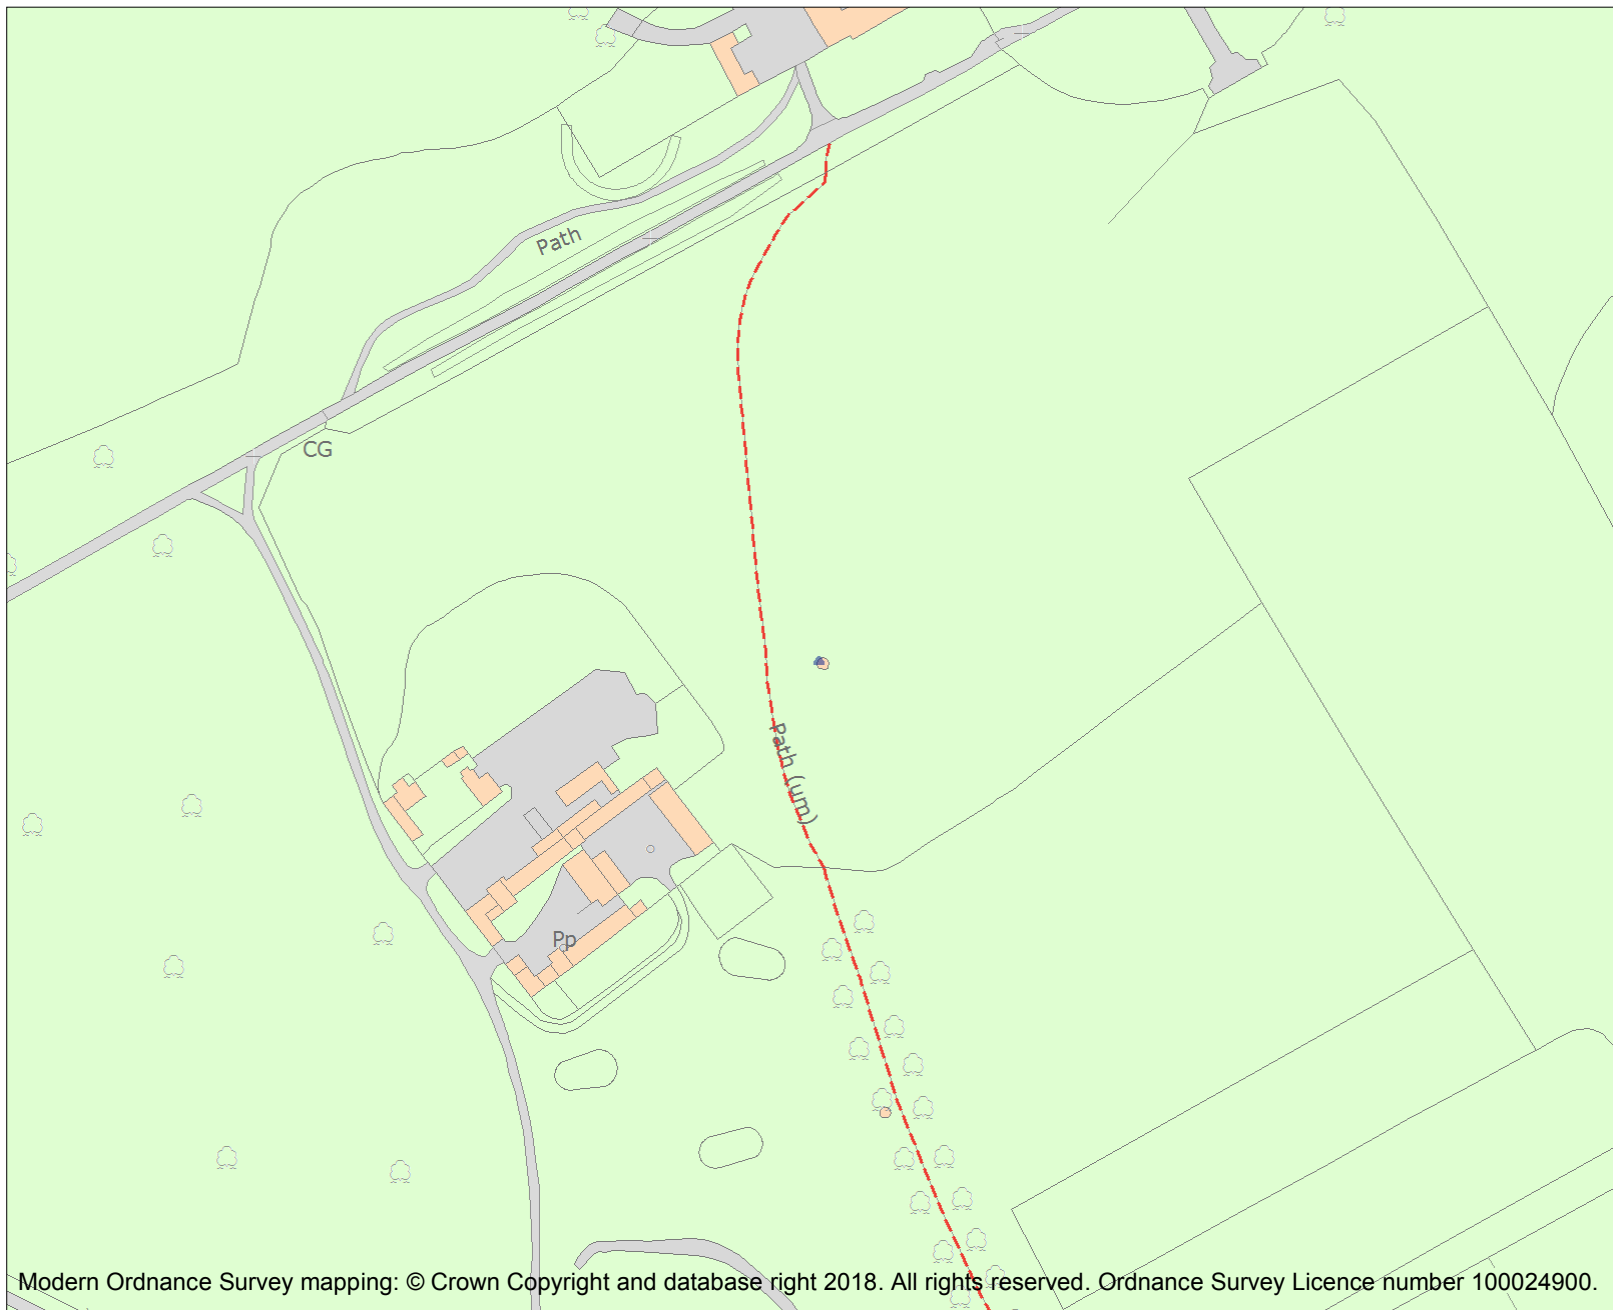 Path
CG
Path (um)
Pp
Modern Ordnance Survey mapping: © Crown Copyright and database right 2018. All rights reserved. Ordnance Survey Licence number 100024900.